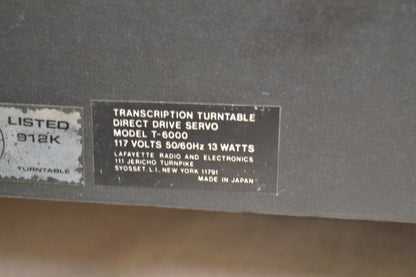 LISTED
912K
TURNTABLE
TRANSCRIPTION TURNTABLE
DIRECT DRIVE SERVO
MODEL T-6000
117 VOLTS 50/60Hz 13 WATTS
LAFAYETTE RADIO AND ELECTRONICS
111 JERICHO TURNPIKE
SYOSSET, L.I. NEW YORK 11791
MADE IN JAPAN